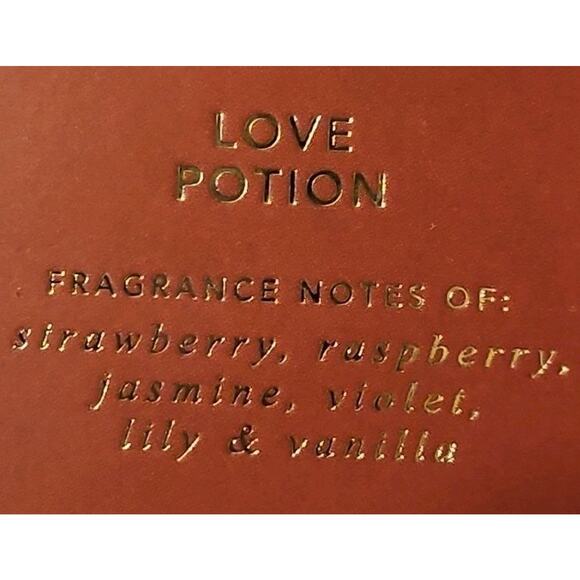 LOVE
POTION
FRAGRANCE NOTES OF:
strawberry, raspberry,
jasmine, violet,
lily & vanilla